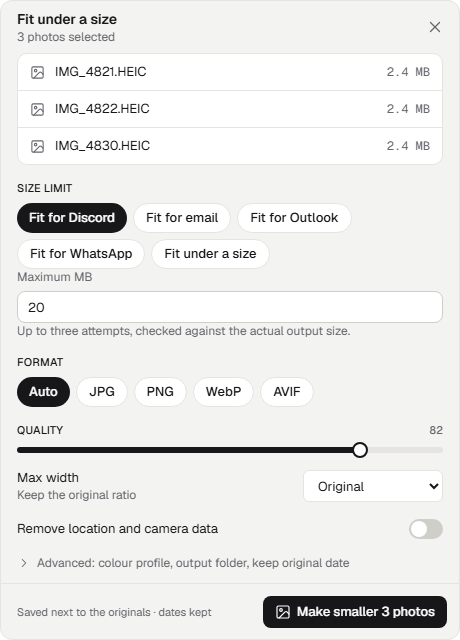 Fit under a size
3 photos selected
IMG_4821.HEIC 2.4 MB
IMG_4822.HEIC 2.4 MB
IMG_4830.HEIC 2.4 MB
SIZE LIMIT
Fit for Discord Fit for email Fit for Outlook
Fit for WhatsApp Fit under a size
Maximum MB
20
Up to three attempts, checked against the actual output size.
FORMAT
Auto JPG PNG WebP AVIF
QUALITY 82
Max width
Keep the original ratio
Original
Remove location and camera data
Advanced: colour profile, output folder, keep original date
Saved next to the originals · dates kept
Make smaller 3 photos